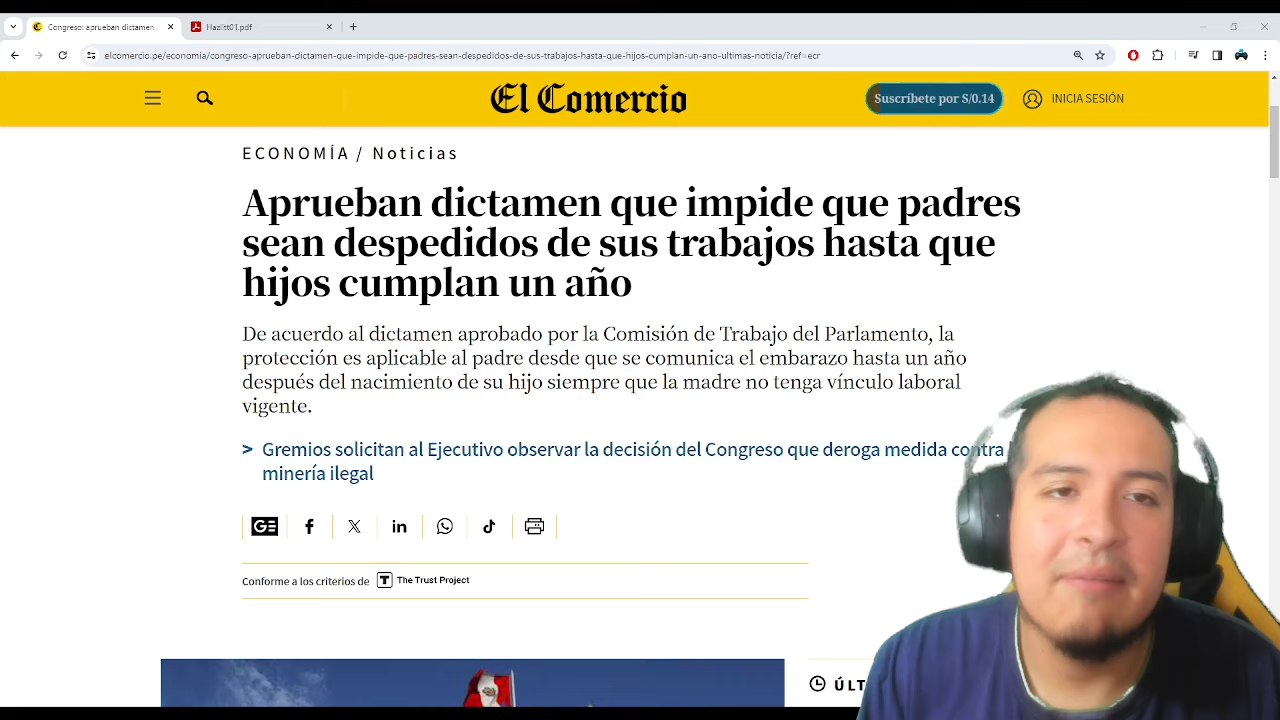 Congreso: aprueban dictamen
Hazlitt01.pdf
elcomercio.pe/economia/congreso-aprueban-dictamen-que-impide-que-padres-sean-despedidos-de-sus-trabajos-hasta-que-hijos-cumplan-un-ano-ultimas-noticia/?ref=ecr
El Comercio
Suscríbete por S/0.14
INICIA SESIÓN
ECONOMÍA / Noticias
Aprueban dictamen que impide que padres
sean despedidos de sus trabajos hasta que
hijos cumplan un año
De acuerdo al dictamen aprobado por la Comisión de Trabajo del Parlamento, la
protección es aplicable al padre desde que se comunica el embarazo hasta un año
después del nacimiento de su hijo siempre que la madre no tenga vínculo laboral
vigente.
> Gremios solicitan al Ejecutivo observar la decisión del Congreso que deroga medida contra
minería ilegal
GE
Conforme a los criterios de T The Trust Project
ÚLT